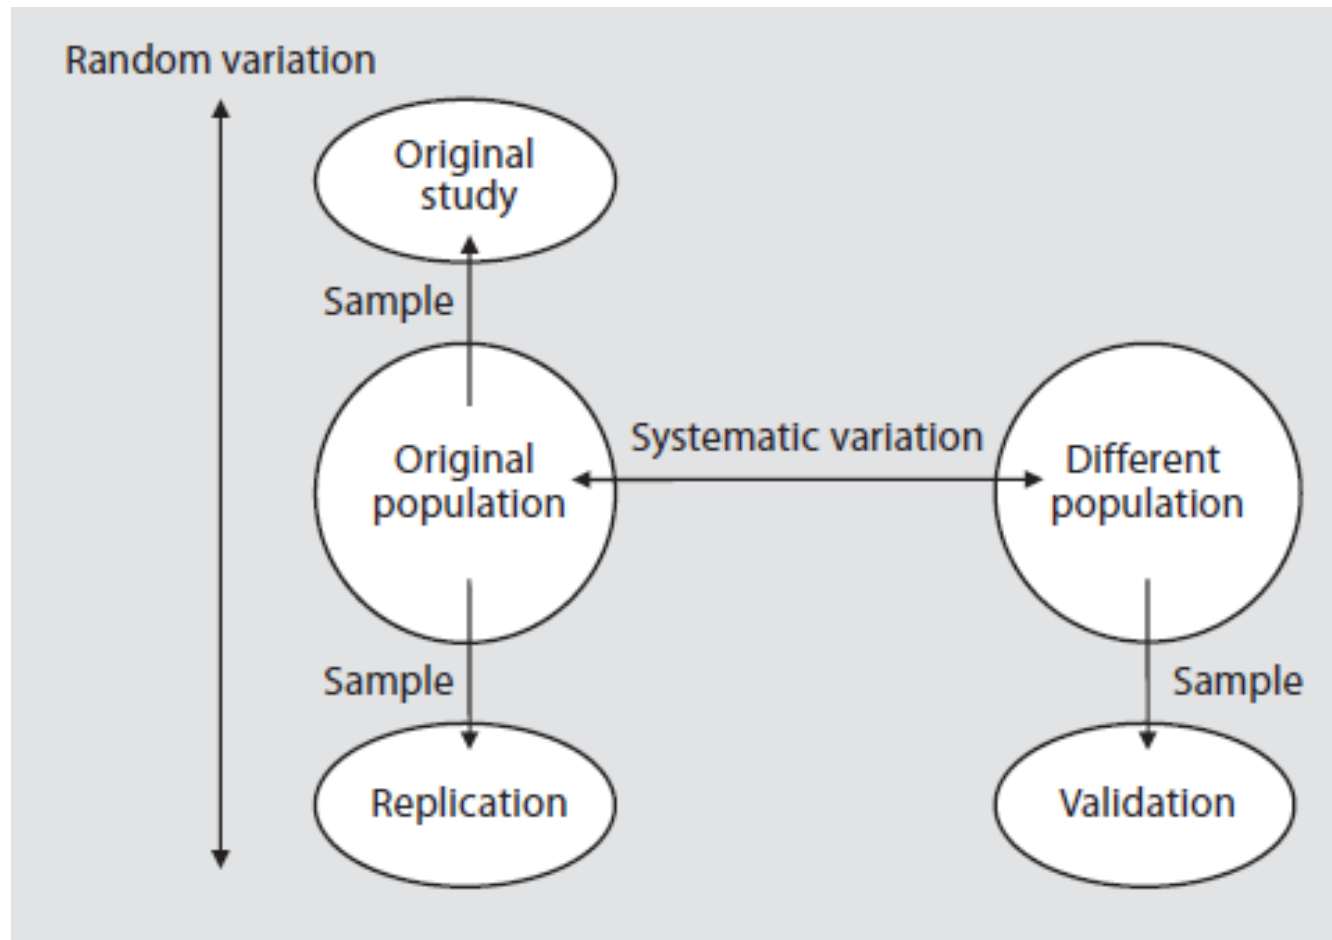 Random variation
Original
study
Sample
Systematic variation
Original
population
Different
population
Sample
Sample
Replication
Validation